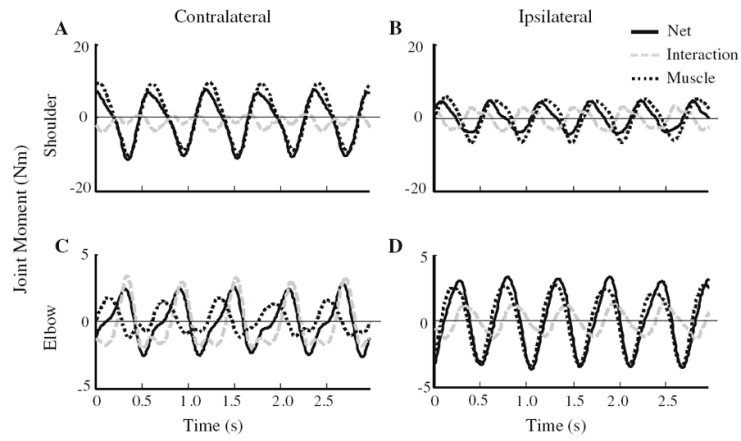 Contralateral Ipsilateral
A B
Net
Interaction
Muscle
20 20
0 0
-20 -20
Shoulder
Joint Moment (Nm)
C D
5 5
0 0
-5 -5
Elbow
0 0.5 1.0 1.5 2.0 2.5 0 0.5 1.0 1.5 2.0 2.5
Time (s) Time (s)